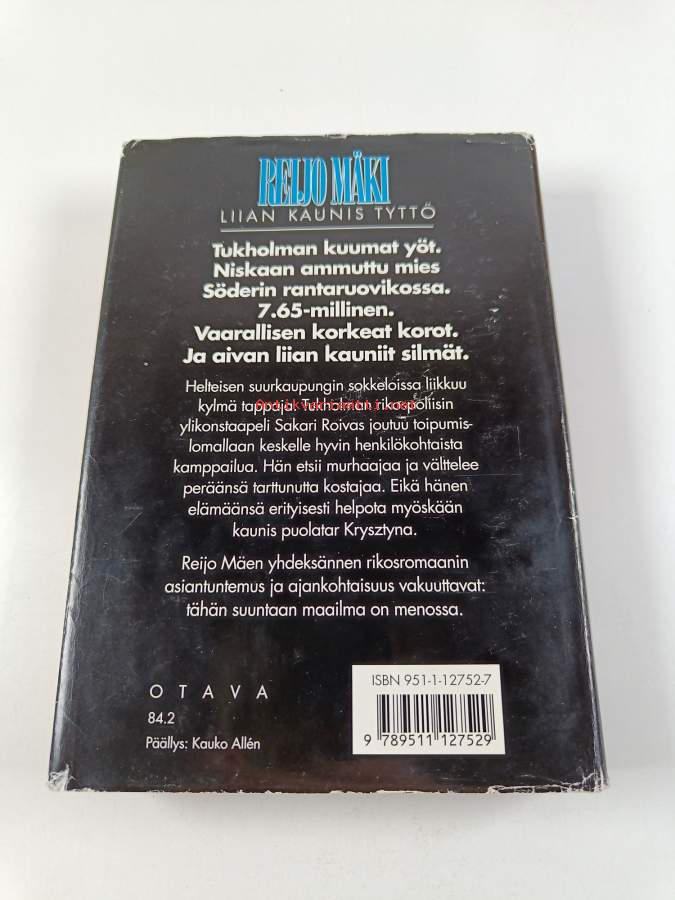 REIJO MÄKI
LIIAN KAUNIS TYTTÖ
Tukholman kuumat yöt.
Niskaan ammuttu mies
Söderin rantaruovikossa.
7.65-millinen.
Vaarallisen korkeat korot.
Ja aivan liian kauniit silmät.
Helteisen suurkaupungin sokkeloissa liikkuu
kylmä tappaja. Tukholman rikospoliisin
ylikonstaapeli Sakari Roivas joutuu toipumis-
lomallaan keskelle hyvin henkilökohtaista
kamppailua. Hän etsii murhaajaa ja välttelee
peräänsä tarttunutta kostajaa. Eikä hänen
elämäänsä erityisesti helpota myöskään
kaunis puolatar Krysztyna.
Reijo Mäen yhdeksännen rikosromaanin
asiantuntemus ja ajankohtaisuus vakuuttavat:
tähän suuntaan maailma on menossa.
OTAVA
84.2
Päällys: Kauko Allén
ISBN 951-1-12752-7
9 789511 127529